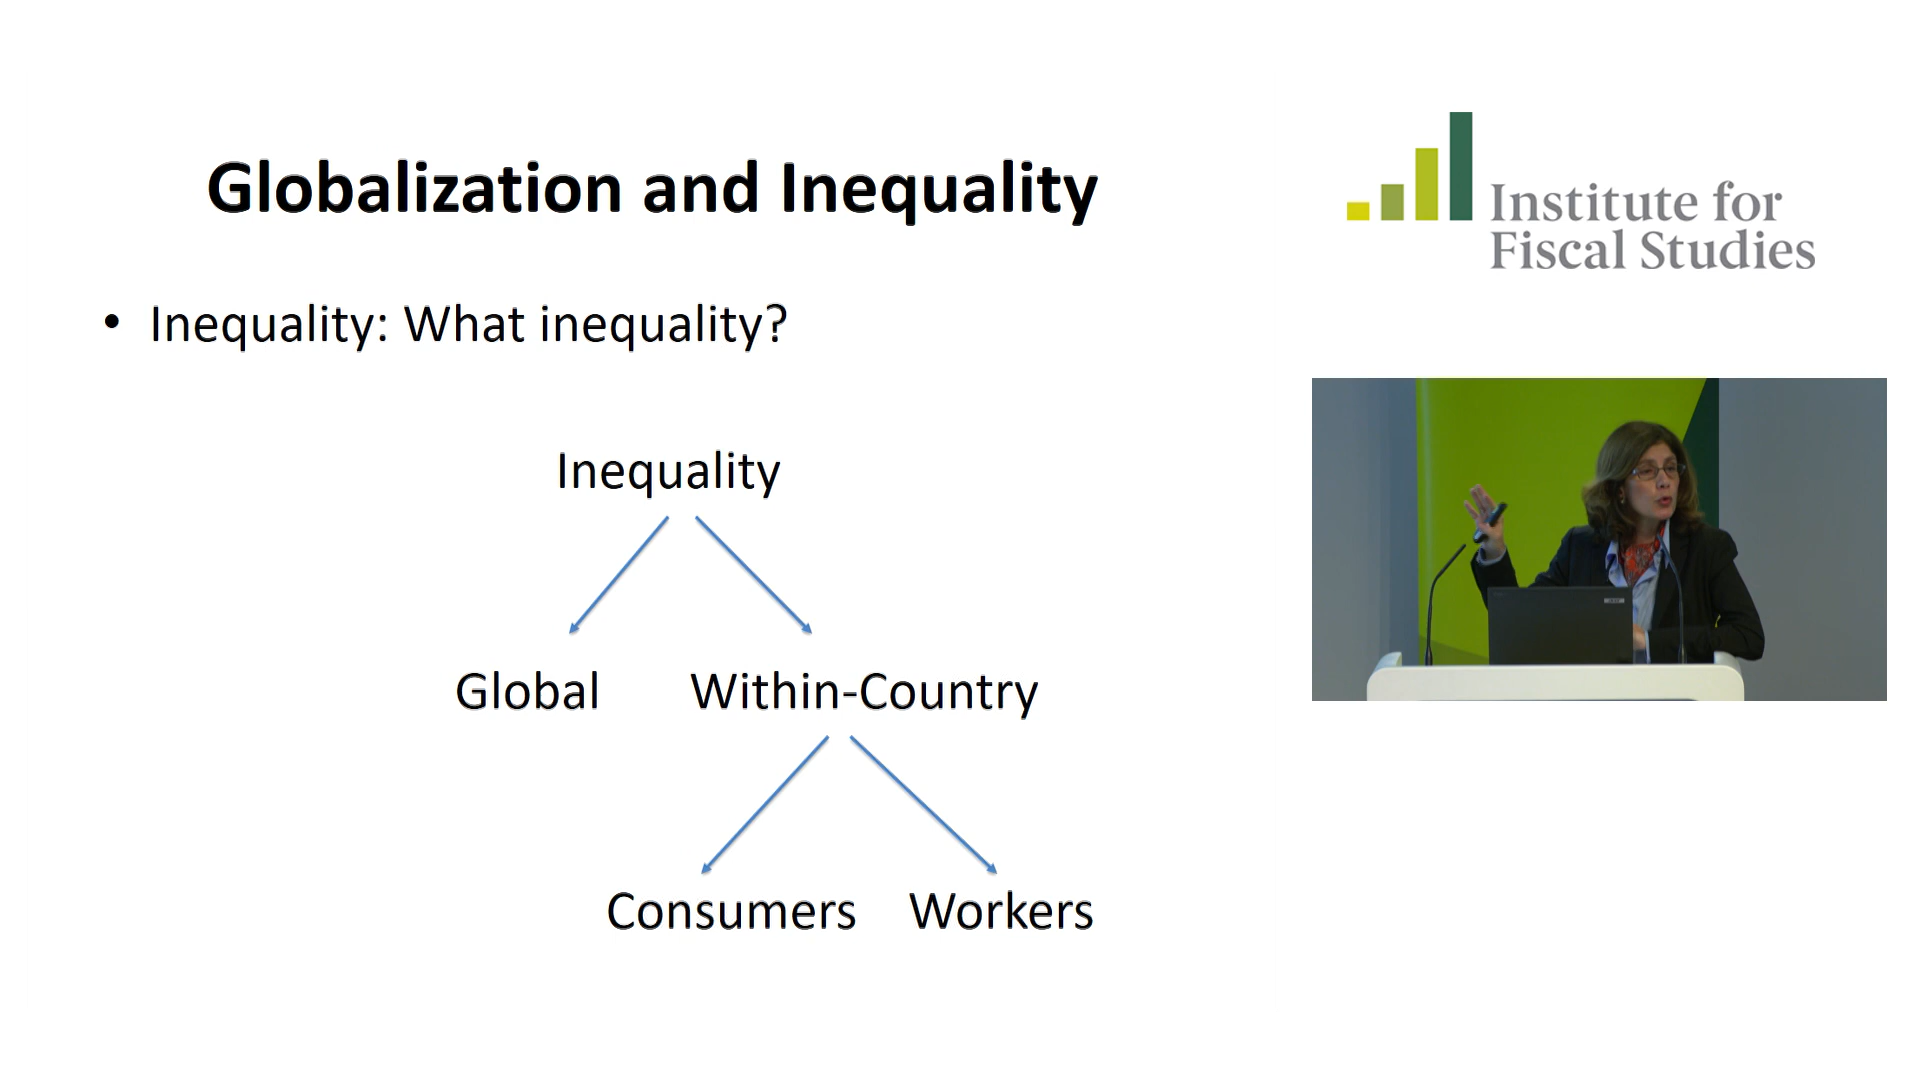 Globalization and Inequality
Institute for
Fiscal Studies
• Inequality: What inequality?
Inequality
Global Within-Country
Consumers Workers